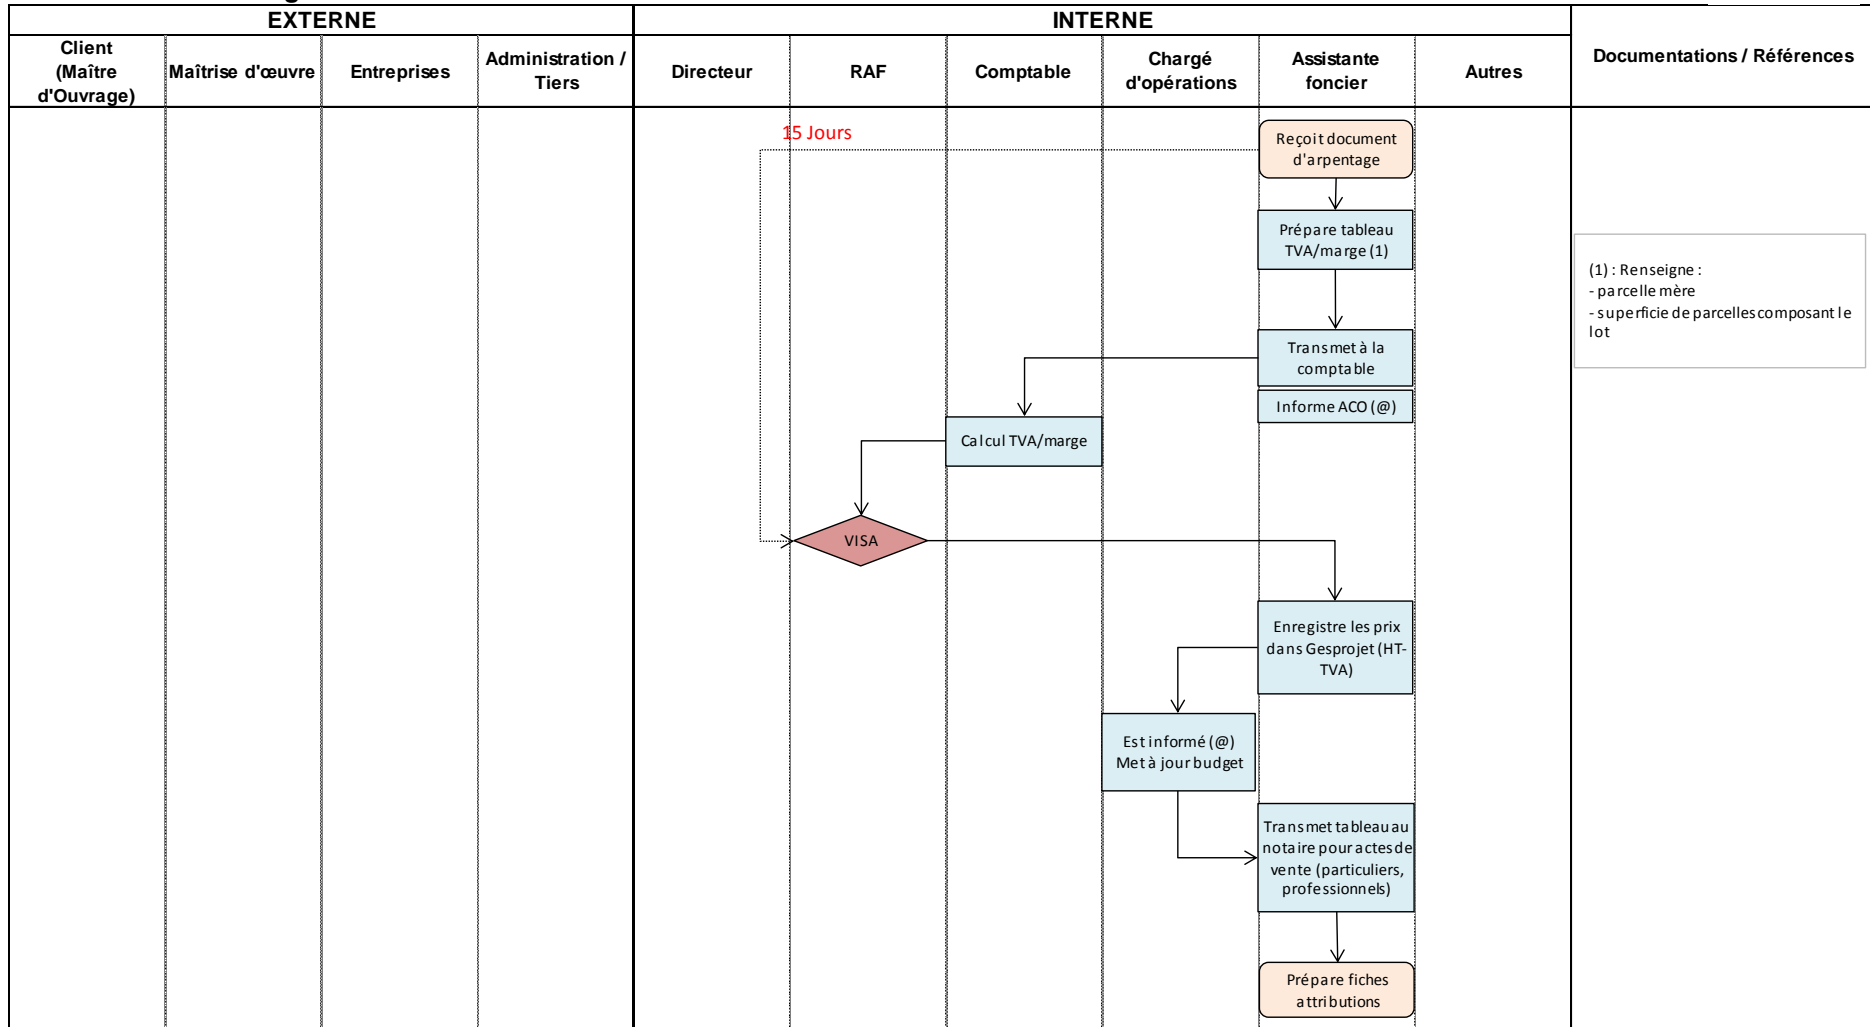 EXTERNE
INTERNE
Documentations / Références
Client
(Maître
d'Ouvrage)
Maîtrise d'œuvre
Entreprises
Administration /
Tiers
Directeur
RAF
Comptable
Chargé
d'opérations
Assistante
foncier
Autres
15 Jours
Reçoit document
d'arpentage
Prépare tableau
TVA/marge (1)
(1) : Renseigne :
- parcelle mère
- superficie de parcelles composant le
lot
Transmet à la
comptable
Informe ACO (@)
Calcul TVA/marge
VISA
Enregistre les prix
dans Gesprojet (HT-
TVA)
Est informé (@)
Met à jour budget
Transmet tableau au
notaire pour actes de
vente (particuliers,
professionnels)
Prépare fiches
attributions